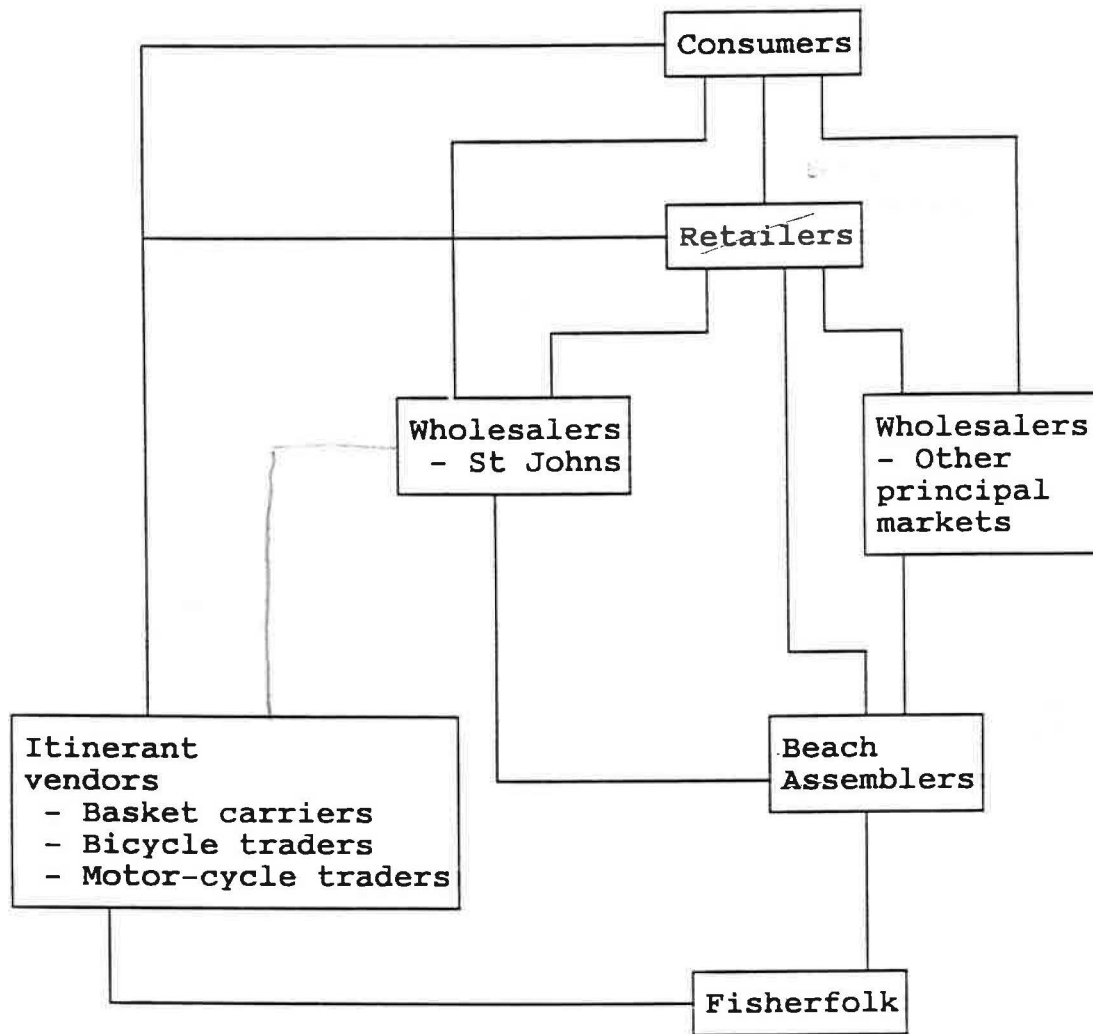 Consumers
Retailers
Wholesalers
- St Johns
Wholesalers
- Other
principal
markets
Itinerant
vendors
- Basket carriers
- Bicycle traders
- Motor-cycle traders
Beach
Assemblers
Fisherfolk